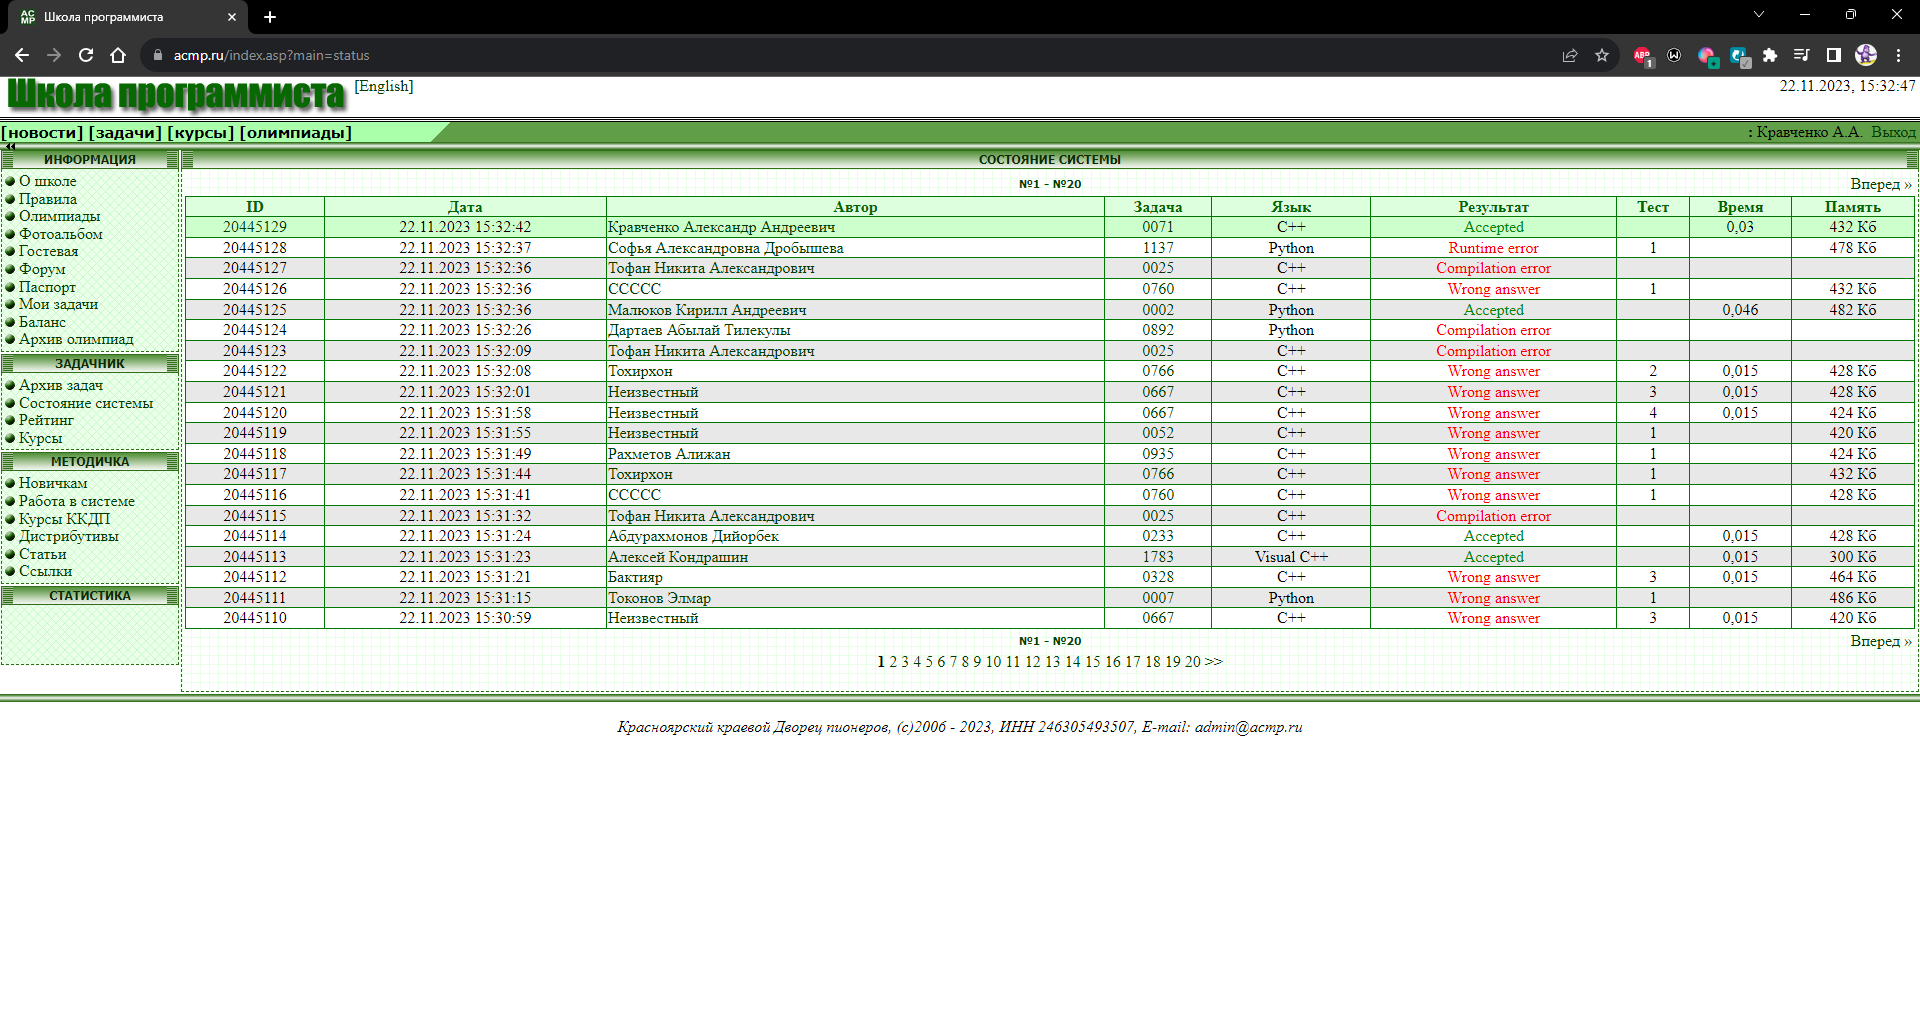 Школа программиста
acmp.ru/index.asp?main=status
Школа программиста [English] 22.11.2023, 15:32:47
[новости] [задачи] [курсы] [олимпиады] : Кравченко А.А. Выход
ИНФОРМАЦИЯ
О школе
Правила
Олимпиады
Фотоальбом
Гостевая
Форум
Паспорт
Мои задачи
Баланс
Архив олимпиад
ЗАДАЧНИК
Архив задач
Состояние системы
Рейтинг
Курсы
МЕТОДИЧКА
Новичкам
Работа в системе
Курсы ККДП
Дистрибутивы
Статьи
Ссылки
СТАТИСТИКА
СОСТОЯНИЕ СИСТЕМЫ
№1 - №20 Вперед »
ID Дата Автор Задача Язык Результат Тест Время Память
20445129 22.11.2023 15:32:42 Кравченко Александр Андреевич 0071 C++ Accepted 0,03 432 Кб
20445128 22.11.2023 15:32:37 Софья Александровна Дробышева 1137 Python Runtime error 1 478 Кб
20445127 22.11.2023 15:32:36 Тофан Никита Александрович 0025 C++ Compilation error
20445126 22.11.2023 15:32:36 CCCCC 0760 C++ Wrong answer 1 432 Кб
20445125 22.11.2023 15:32:36 Малюков Кирилл Андреевич 0002 Python Accepted 0,046 482 Кб
20445124 22.11.2023 15:32:26 Дартаев Абылай Тилекулы 0892 Python Compilation error
20445123 22.11.2023 15:32:09 Тофан Никита Александрович 0025 C++ Compilation error
20445122 22.11.2023 15:32:08 Тохирхон 0766 C++ Wrong answer 2 0,015 428 Кб
20445121 22.11.2023 15:32:01 Неизвестный 0667 C++ Wrong answer 3 0,015 428 Кб
20445120 22.11.2023 15:31:58 Неизвестный 0667 C++ Wrong answer 4 0,015 424 Кб
20445119 22.11.2023 15:31:55 Неизвестный 0052 C++ Wrong answer 1 420 Кб
20445118 22.11.2023 15:31:49 Рахметов Алижан 0935 C++ Wrong answer 1 424 Кб
20445117 22.11.2023 15:31:44 Тохирхон 0766 C++ Wrong answer 1 432 Кб
20445116 22.11.2023 15:31:41 CCCCC 0760 C++ Wrong answer 1 428 Кб
20445115 22.11.2023 15:31:32 Тофан Никита Александрович 0025 C++ Compilation error
20445114 22.11.2023 15:31:24 Абдурахмонов Дийорбек 0233 C++ Accepted 0,015 428 Кб
20445113 22.11.2023 15:31:23 Алексей Кондрашин 1783 Visual C++ Accepted 0,015 300 Кб
20445112 22.11.2023 15:31:21 Бактияр 0328 C++ Wrong answer 3 0,015 464 Кб
20445111 22.11.2023 15:31:15 Токонов Элмар 0007 Python Wrong answer 1 486 Кб
20445110 22.11.2023 15:30:59 Неизвестный 0667 C++ Wrong answer 3 0,015 420 Кб
№1 - №20 Вперед »
1 2 3 4 5 6 7 8 9 10 11 12 13 14 15 16 17 18 19 20 >>
Красноярский краевой Дворец пионеров, (c)2006 - 2023, ИНН 246305493507, E-mail: admin@acmp.ru